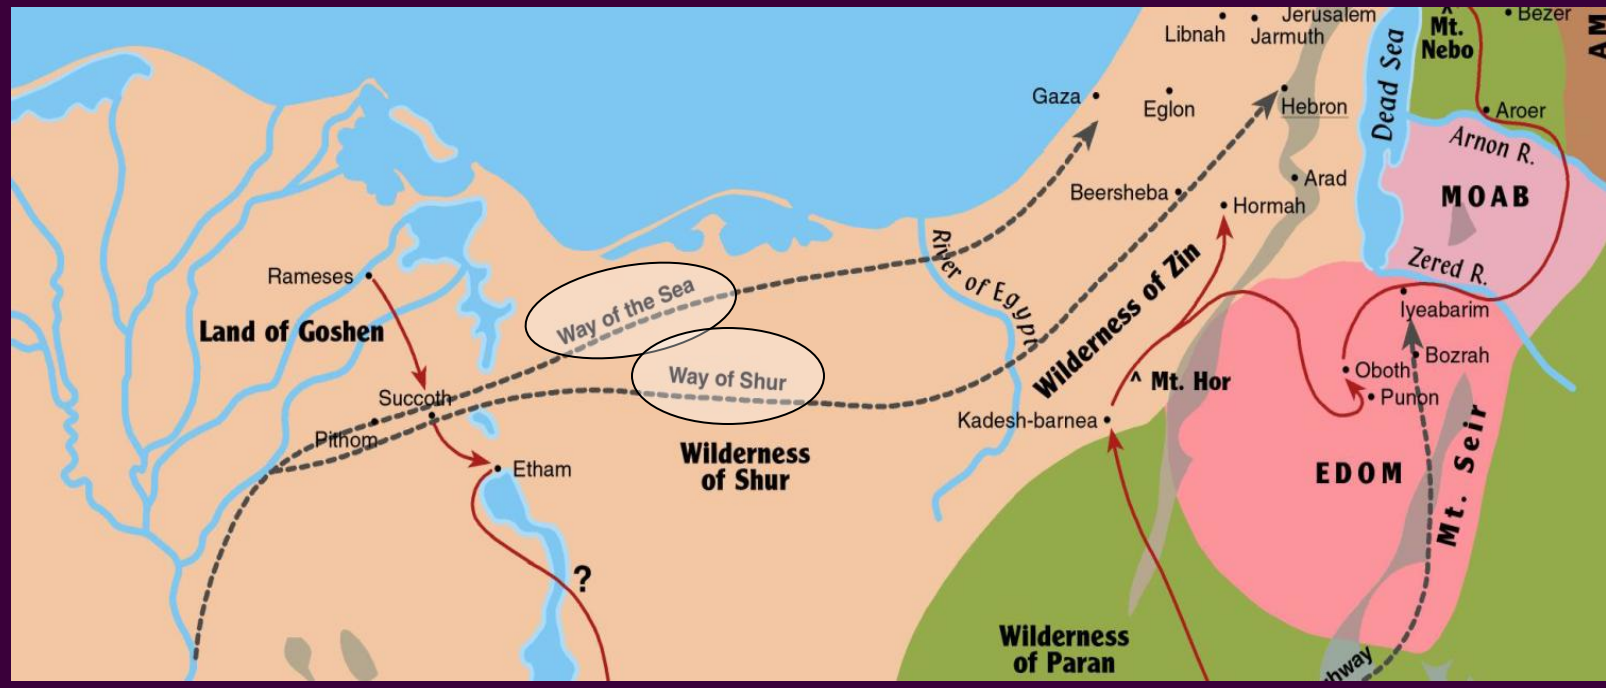 Jerusalem
Libnah
Jarmuth
Mt.
Nebo
Bezer
Gaza
Eglon
Hebron
Dead Sea
Aroer
Arnon R.
Beersheba
Arad
MOAB
Hormah
River of Egypt
Wilderness of Zin
Zered R.
Rameses
Way of the Sea
Iyeabarim
Land of Goshen
Way of Shur
Mt. Hor
Bozrah
Oboth
Punon
Succoth
Pithom
Kadesh-barnea
Etham
Wilderness
of Shur
EDOM
Mt. Seir
?
Wilderness
of Paran